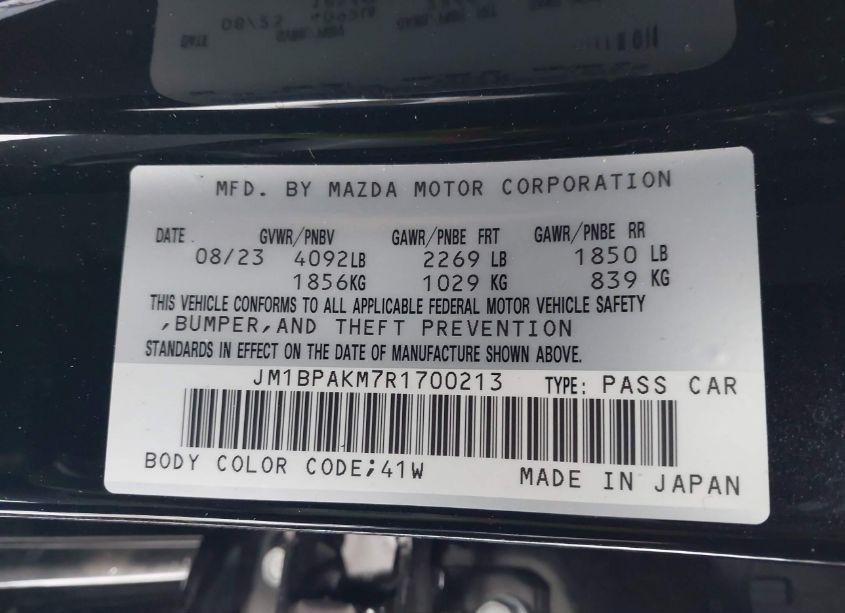 MFD. BY MAZDA MOTOR CORPORATION
DATE GVWR/PNBV GAWR/PNBE FRT GAWR/PNBE RR
08/23 4092LB 2269 LB 1850 LB
1856KG 1029 KG 839 KG
THIS VEHICLE CONFORMS TO ALL APPLICABLE FEDERAL MOTOR VEHICLE SAFETY
,BUMPER,AND THEFT PREVENTION
STANDARDS IN EFFECT ON THE DATE OF MANUFACTURE SHOWN ABOVE.
JM1BPAKM7R1700213 TYPE: PASS CAR
BODY COLOR CODE;41W MADE IN JAPAN